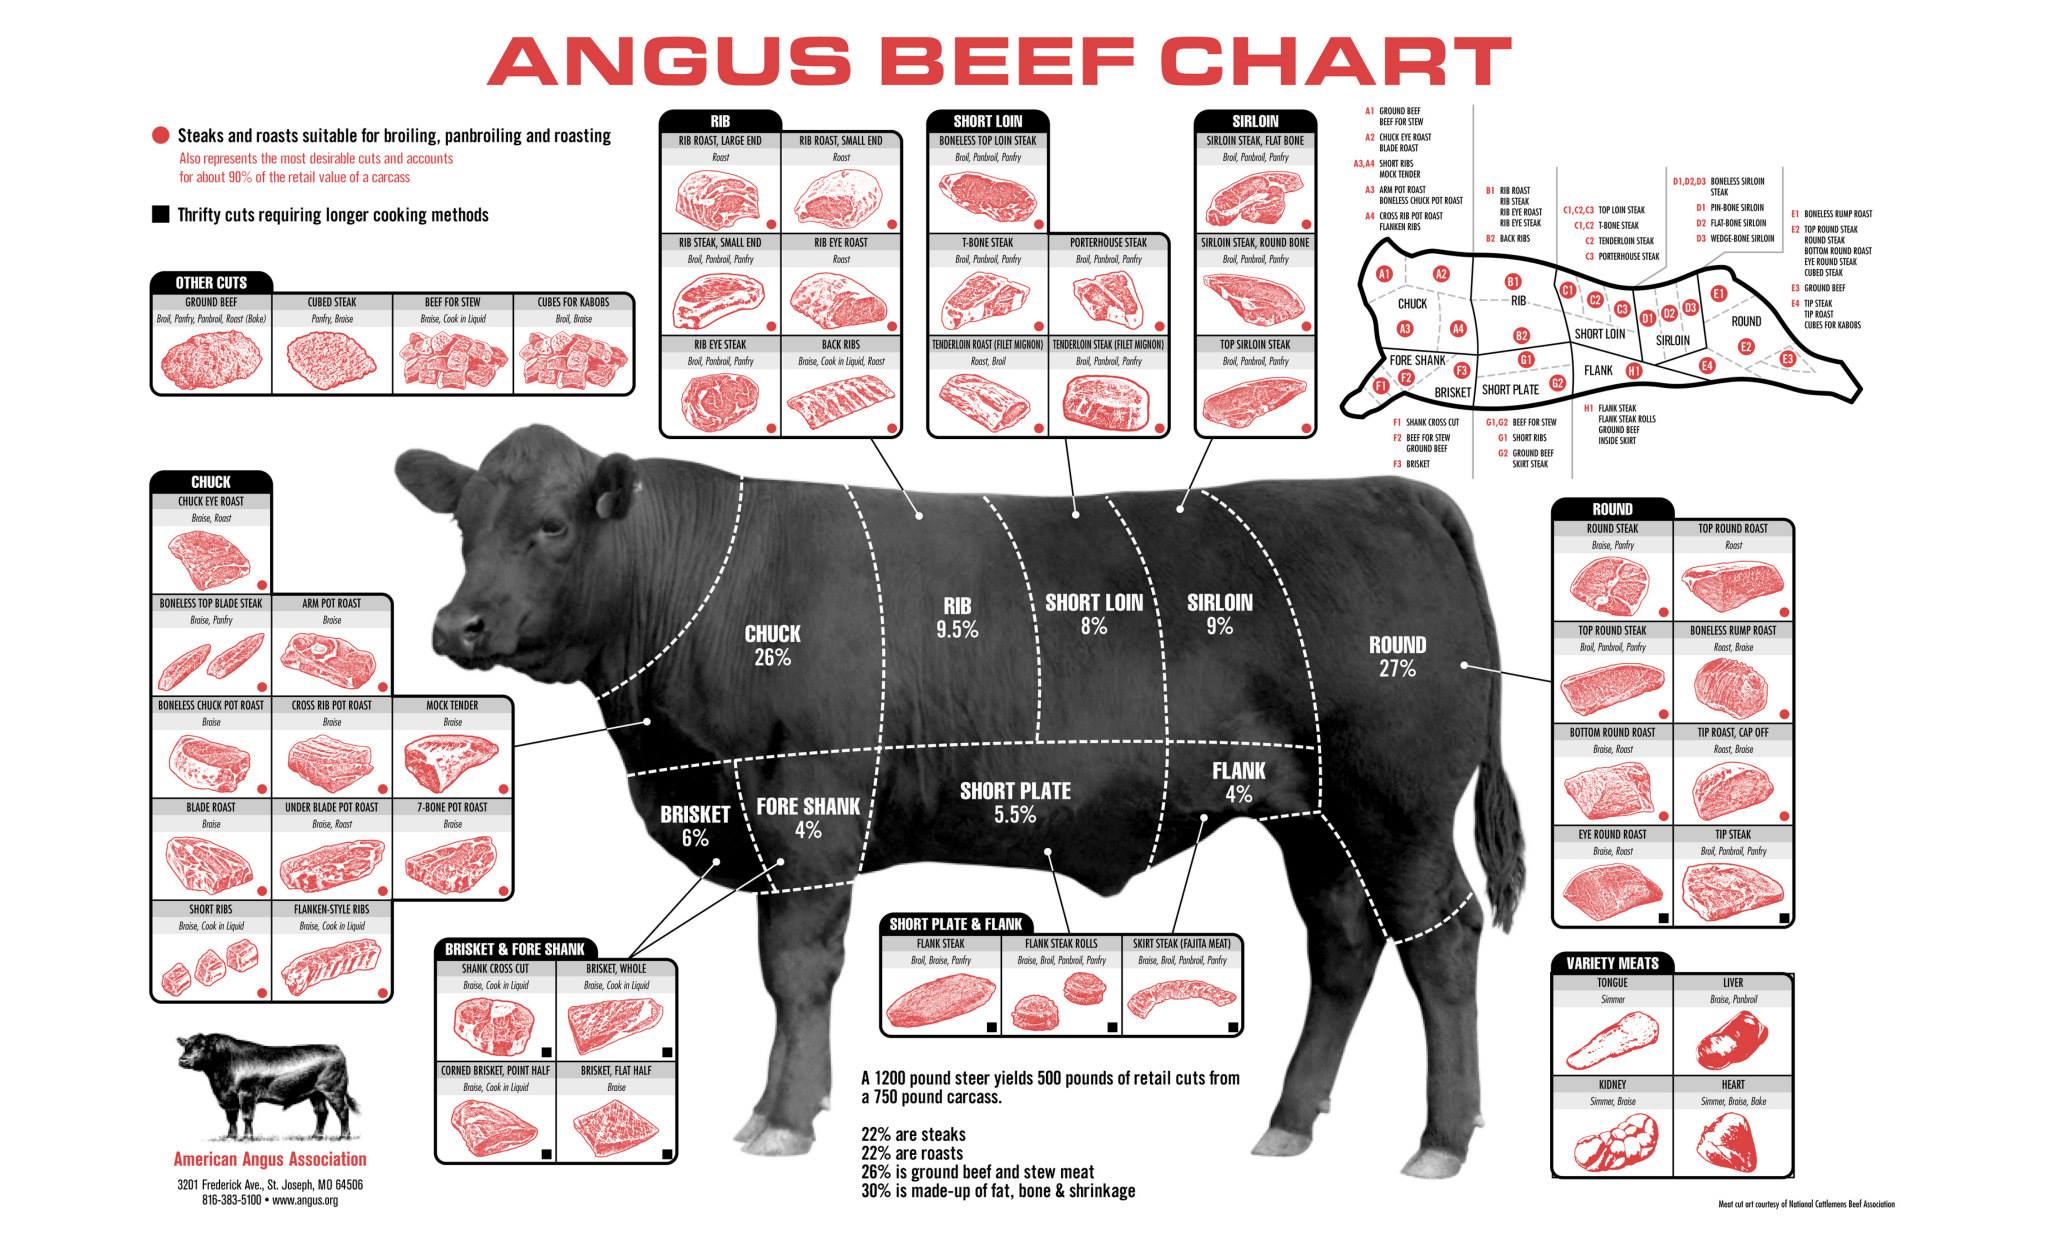 ANGUS BEEF CHART
Steaks and roasts suitable for broiling, panbroiling and roasting
Also represents the most desirable cuts and accounts
for about 90% of the retail value of a carcass
Thrifty cuts requiring longer cooking methods
OTHER CUTS
GROUND BEEF
Broil, Panfry, Panbroil, Roast (Bake)
CUBED STEAK
Panfry, Braise
BEEF FOR STEW
Braise, Cook in Liquid
CUBES FOR KABOBS
Broil, Braise
RIB
RIB ROAST, LARGE END
Roast
RIB ROAST, SMALL END
Roast
RIB STEAK, SMALL END
Broil, Panbroil, Panfry
RIB EYE ROAST
Roast
RIB EYE STEAK
Broil, Panbroil, Panfry
BACK RIBS
Braise, Cook in Liquid, Roast
SHORT LOIN
BONELESS TOP LOIN STEAK
Broil, Panbroil, Panfry
T-BONE STEAK
Broil, Panbroil, Panfry
PORTERHOUSE STEAK
Broil, Panbroil, Panfry
TENDERLOIN ROAST (FILET MIGNON)
Roast, Broil
TENDERLOIN STEAK (FILET MIGNON)
Broil, Panbroil, Panfry
SIRLOIN
SIRLOIN STEAK, FLAT BONE
Broil, Panbroil, Panfry
SIRLOIN STEAK, ROUND BONE
Broil, Panbroil, Panfry
TOP SIRLOIN STEAK
Broil, Panbroil, Panfry
A1 GROUND BEEF
BEEF FOR STEW
A2 CHUCK EYE ROAST
BLADE ROAST
A3,A4 SHORT RIBS
MOCK TENDER
A3 ARM POT ROAST
BONELESS CHUCK POT ROAST
A4 CROSS RIB POT ROAST
FLANKEN RIBS
B1 RIB ROAST
RIB STEAK
RIB EYE ROAST
RIB EYE STEAK
B2 BACK RIBS
C1,C2,C3 TOP LOIN STEAK
C1,C2 T-BONE STEAK
C2 TENDERLOIN STEAK
C3 PORTERHOUSE STEAK
D1,D2,D3 BONELESS SIRLOIN
STEAK
D1 PIN-BONE SIRLOIN
D2 FLAT-BONE SIRLOIN
D3 WEDGE-BONE SIRLOIN
E1 BONELESS RUMP ROAST
E2 TOP ROUND STEAK
ROUND STEAK
BOTTOM ROUND ROAST
EYE ROUND STEAK
CUBED STEAK
E3 GROUND BEEF
E4 TIP STEAK
TIP ROAST
CUBES FOR KABOBS
A1
A2
CHUCK
A3
A4
B1
RIB
B2
C1
C2
C3
SHORT LOIN
D1
D2
D3
SIRLOIN
E1
ROUND
E2
E3
E4
FORE SHANK
F1
F2
F3
BRISKET
G1
SHORT PLATE
G2
FLANK
H1
F1 SHANK CROSS CUT
F2 BEEF FOR STEW
GROUND BEEF
F3 BRISKET
G1,G2 BEEF FOR STEW
G1 SHORT RIBS
G2 GROUND BEEF
SKIRT STEAK
H1 FLANK STEAK
FLANK STEAK ROLLS
GROUND BEEF
INSIDE SKIRT
CHUCK
CHUCK EYE ROAST
Braise, Roast
BONELESS TOP BLADE STEAK
Braise, Panfry
ARM POT ROAST
Braise
BONELESS CHUCK POT ROAST
Braise
CROSS RIB POT ROAST
Braise
MOCK TENDER
Braise
BLADE ROAST
Braise
UNDER BLADE POT ROAST
Braise, Roast
7-BONE POT ROAST
Braise
SHORT RIBS
Braise, Cook in Liquid
FLANKEN-STYLE RIBS
Braise, Cook in Liquid
CHUCK
26%
RIB
9.5%
SHORT LOIN
8%
SIRLOIN
9%
ROUND
27%
BRISKET
6%
FORE SHANK
4%
SHORT PLATE
5.5%
FLANK
4%
ROUND
ROUND STEAK
Braise, Panfry
TOP ROUND ROAST
Roast
TOP ROUND STEAK
Broil, Panbroil, Panfry
BONELESS RUMP ROAST
Roast, Braise
BOTTOM ROUND ROAST
Braise, Roast
TIP ROAST, CAP OFF
Roast, Braise
EYE ROUND ROAST
Braise, Roast
TIP STEAK
Broil, Panbroil, Panfry
BRISKET & FORE SHANK
SHANK CROSS CUT
Braise, Cook in Liquid
BRISKET, WHOLE
Braise, Cook in Liquid
CORNED BRISKET, POINT HALF
Braise, Cook in Liquid
BRISKET, FLAT HALF
Braise
SHORT PLATE & FLANK
FLANK STEAK
Broil, Braise, Panfry
FLANK STEAK ROLLS
Braise, Broil, Panbroil, Panfry
SKIRT STEAK (FAJITA MEAT)
Braise, Broil, Panbroil, Panfry
VARIETY MEATS
TONGUE
Simmer
LIVER
Braise, Panbroil
KIDNEY
Simmer, Braise
HEART
Simmer, Braise, Bake
A 1200 pound steer yields 500 pounds of retail cuts from
a 750 pound carcass.
22% are steaks
22% are roasts
26% is ground beef and stew meat
30% is made-up of fat, bone & shrinkage
American Angus Association
3201 Frederick Ave., St. Joseph, MO 64506
816-383-5100 • www.angus.org
Meat cut art courtesy of National Cattlemens Beef Association